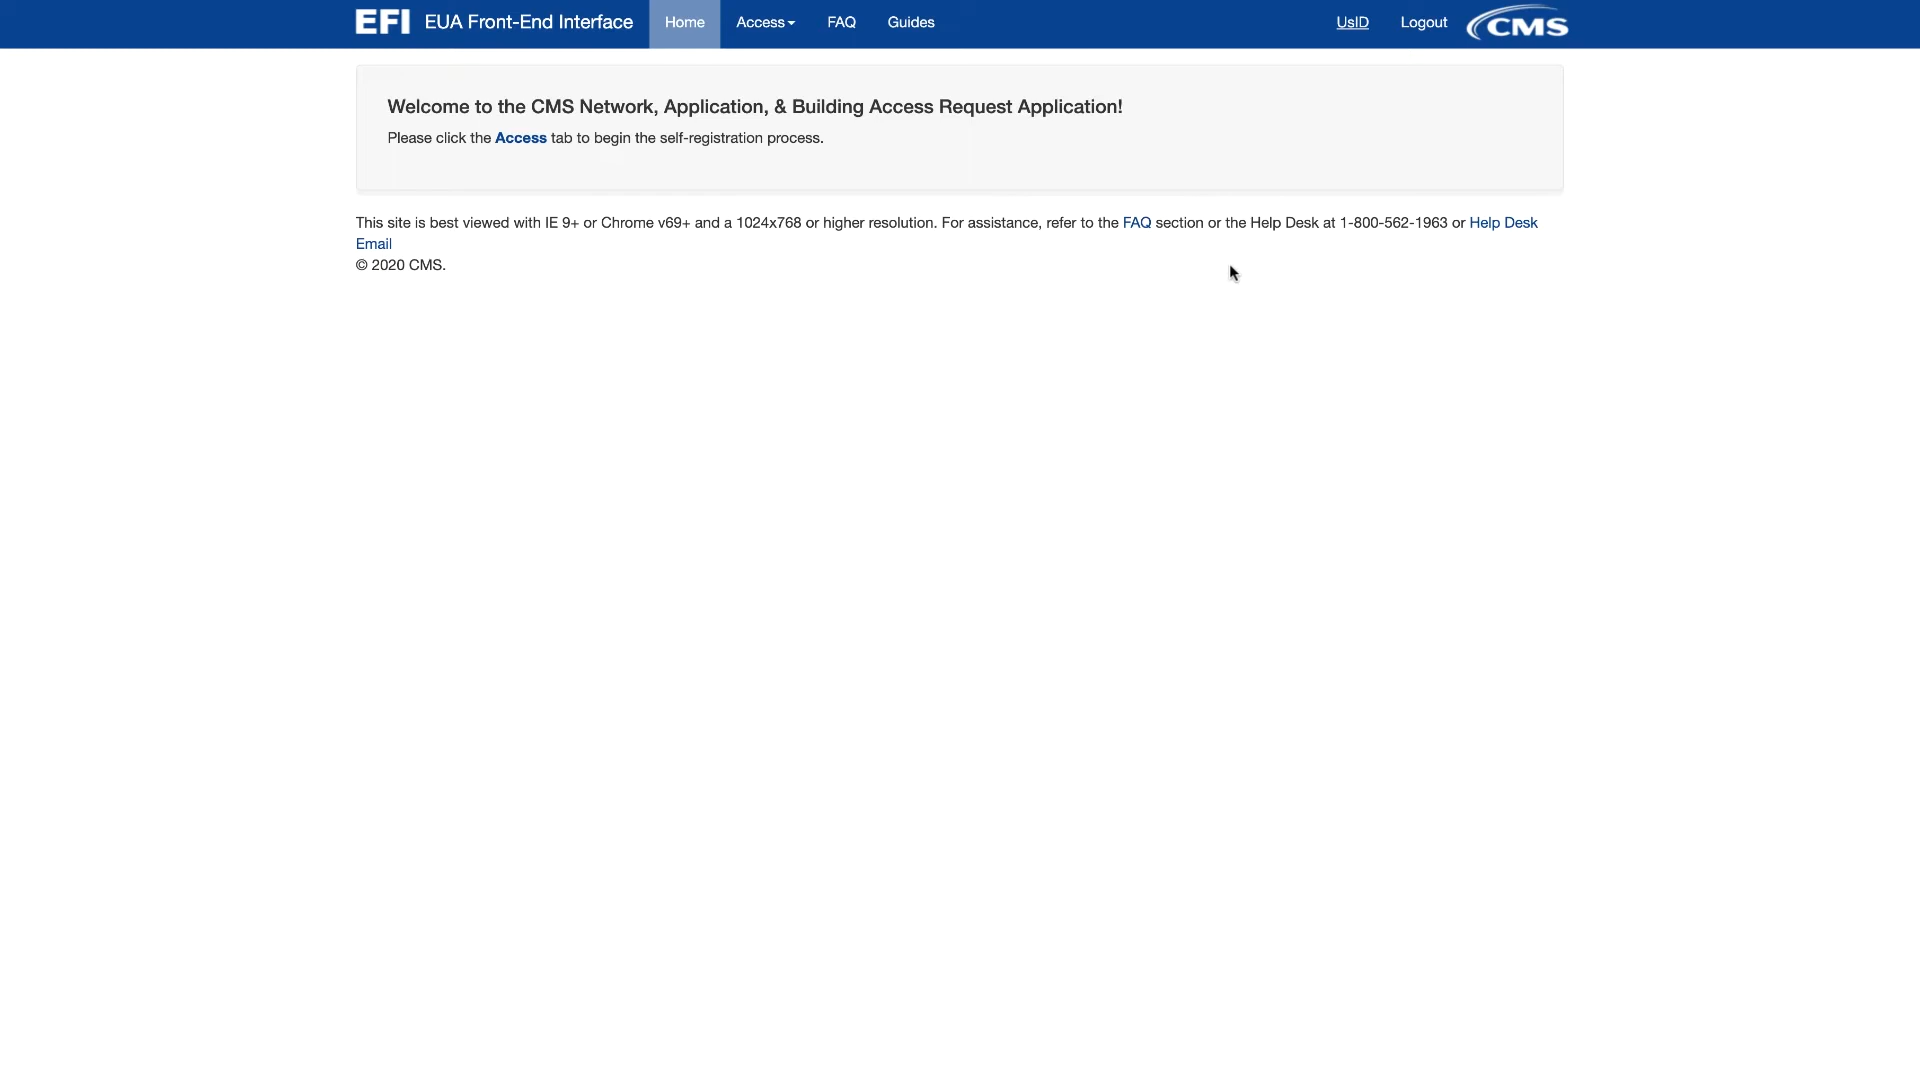 EFI EUA Front-End Interface Home Access FAQ Guides UsID Logout CMS
Welcome to the CMS Network, Application, & Building Access Request Application!
Please click the Access tab to begin the self-registration process.
This site is best viewed with IE 9+ or Chrome v69+ and a 1024x768 or higher resolution. For assistance, refer to the FAQ section or the Help Desk at 1-800-562-1963 or Help Desk
Email
© 2020 CMS.